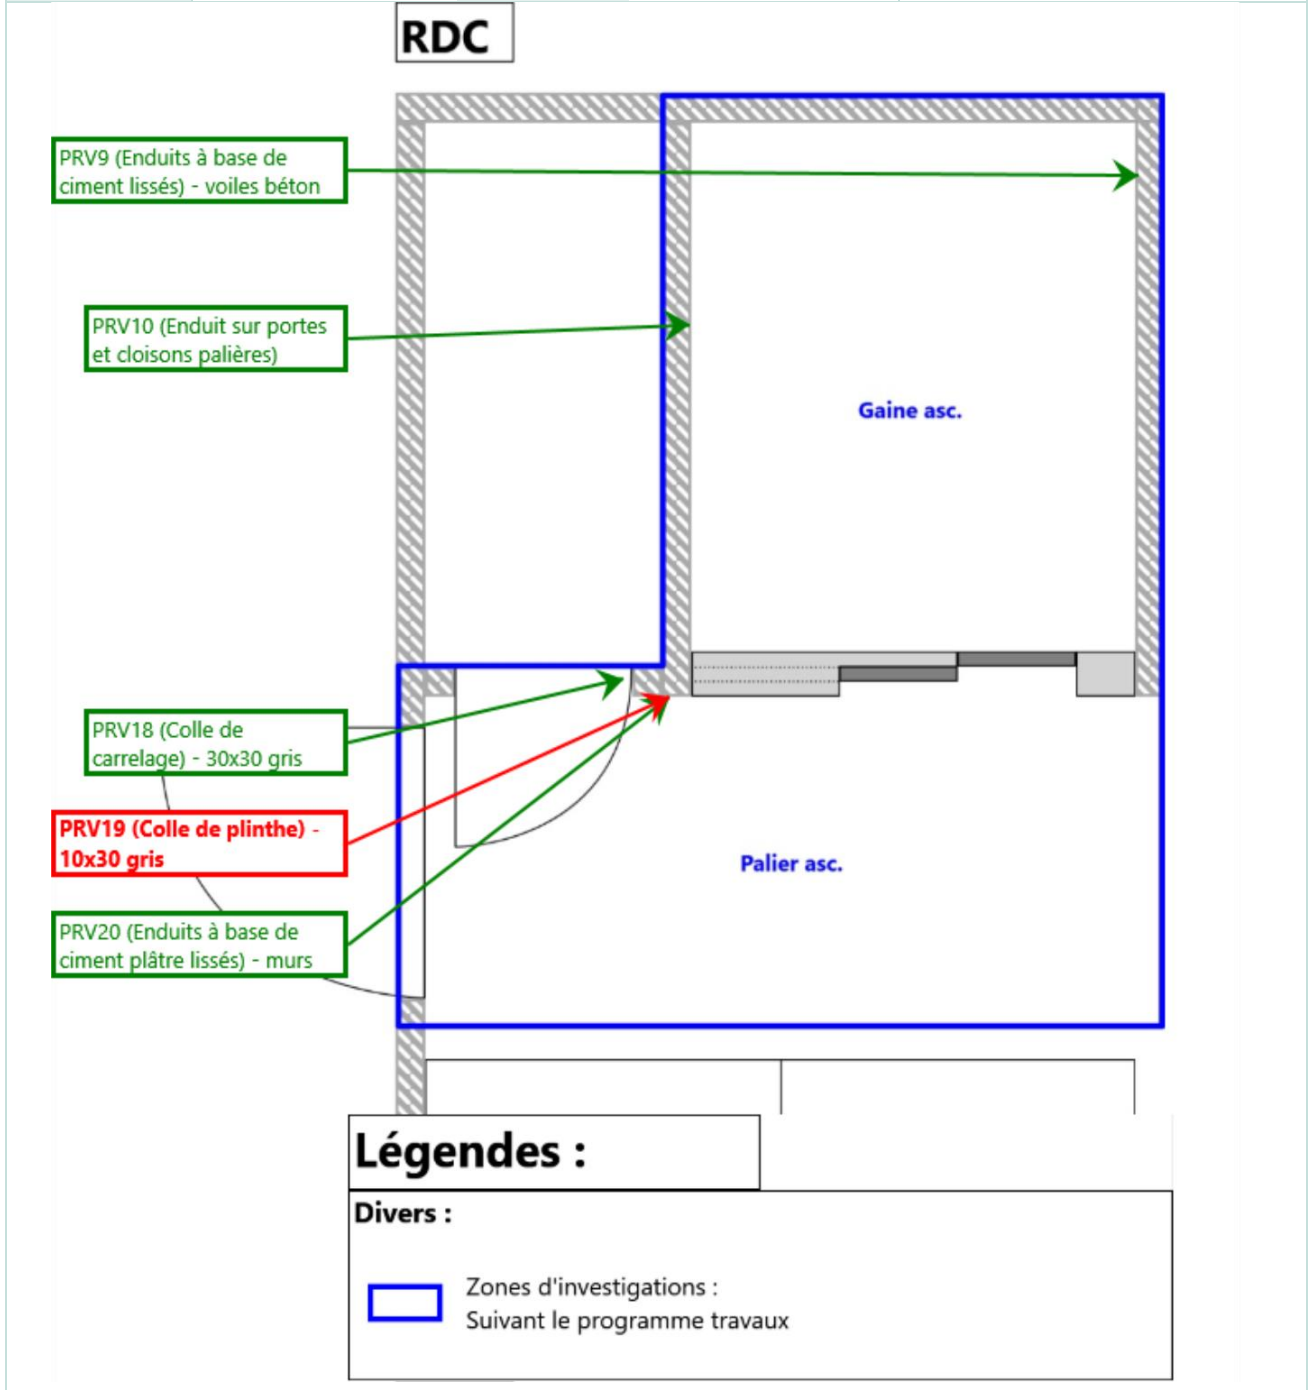 RDC
PRV9 (Enduits à base de
ciment lissés) - voiles béton
PRV10 (Enduit sur portes
et cloisons palières)
Gaine asc.
PRV18 (Colle de
carrelage) - 30x30 gris
PRV19 (Colle de plinthe) -
10x30 gris
Palier asc.
PRV20 (Enduits à base de
ciment plâtre lissés) - murs
Légendes :
Divers :
Zones d'investigations :
Suivant le programme travaux